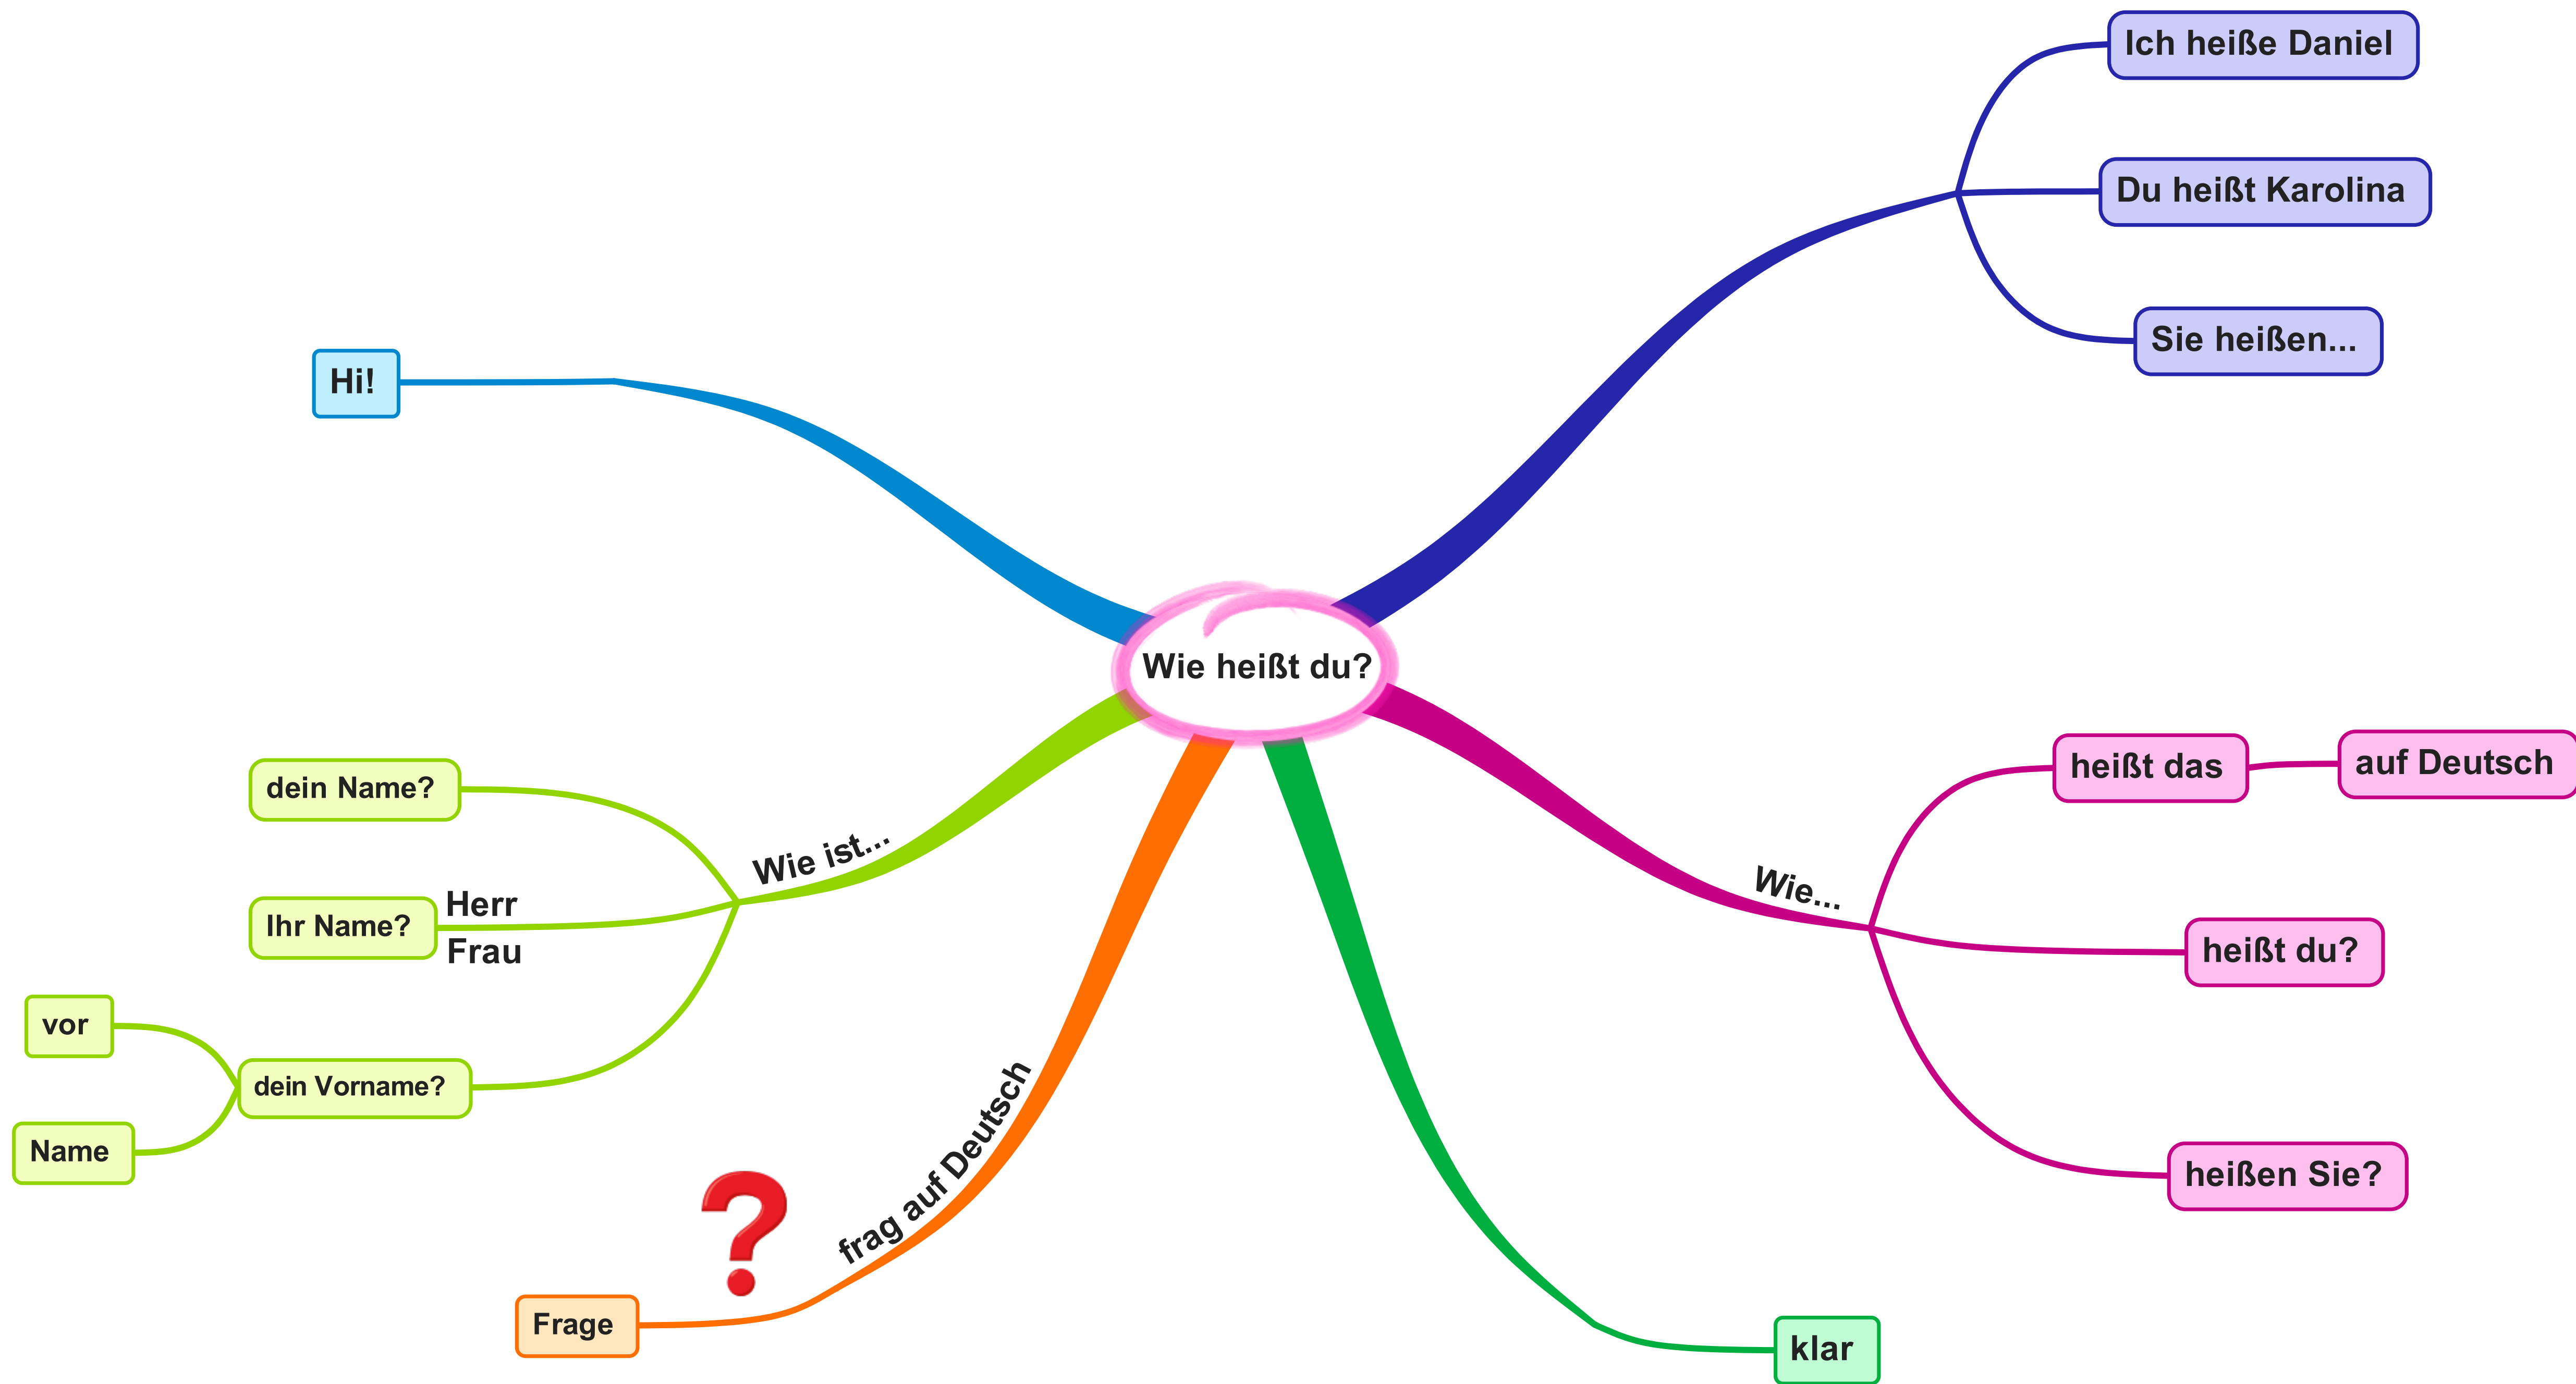 Wie heißt du?
Ich heiße Daniel
Du heißt Karolina
Sie heißen...
Wie...
heißt das
auf Deutsch
heißt du?
heißen Sie?
klar
frag auf Deutsch
Frage
Wie ist...
dein Name?
Herr
Ihr Name?
Frau
dein Vorname?
vor
Name
Hi!